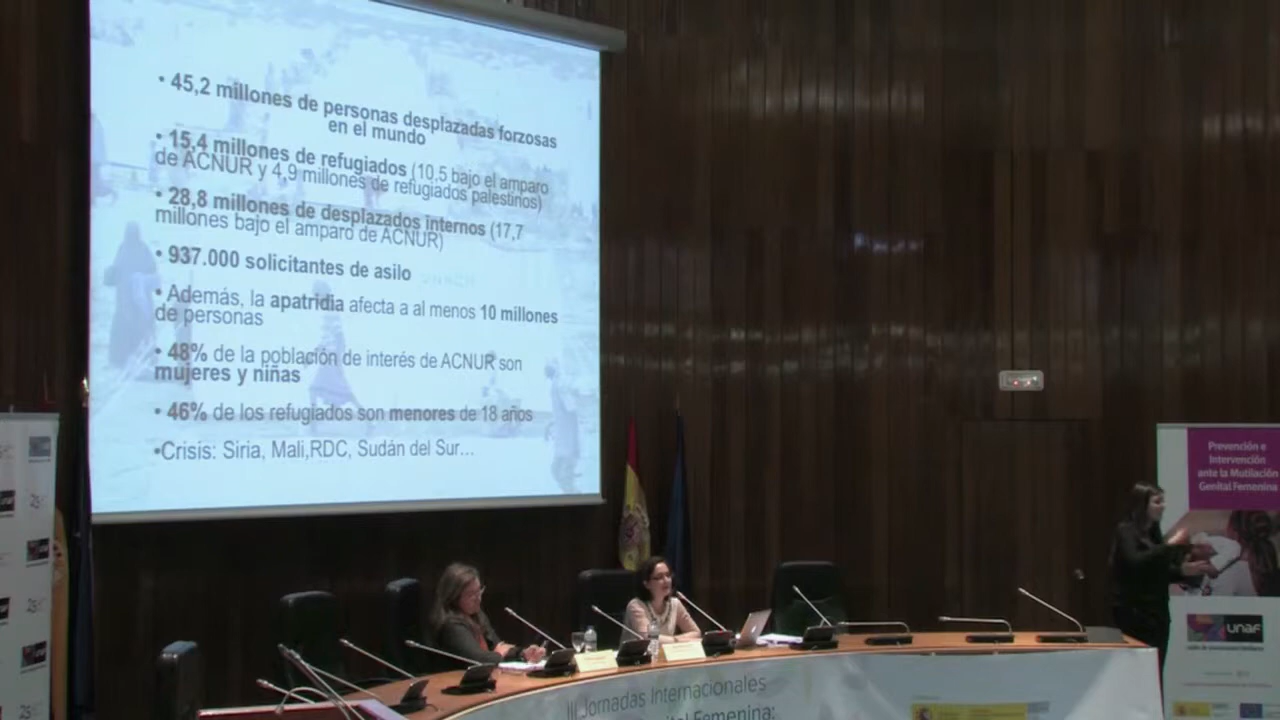 • 45,2 millones de personas desplazadas forzosas
en el mundo
• 15,4 millones de refugiados (10,5 bajo el amparo
de ACNUR y 4,9 millones de refugiados palestinos)
• 28,8 millones de desplazados internos (17,7
millones bajo el amparo de ACNUR)
• 937.000 solicitantes de asilo
• Además, la apatridia afecta a al menos 10 millones
de personas
• 48% de la población de interés de ACNUR son
mujeres y niñas
• 46% de los refugiados son menores de 18 años
•Crisis: Siria, Mali,RDC, Sudán del Sur...
Prevención e
Intervención
ante la Mutilación
Genital Femenina
unaf
III Jornadas Internacionales
Genital Femenina: